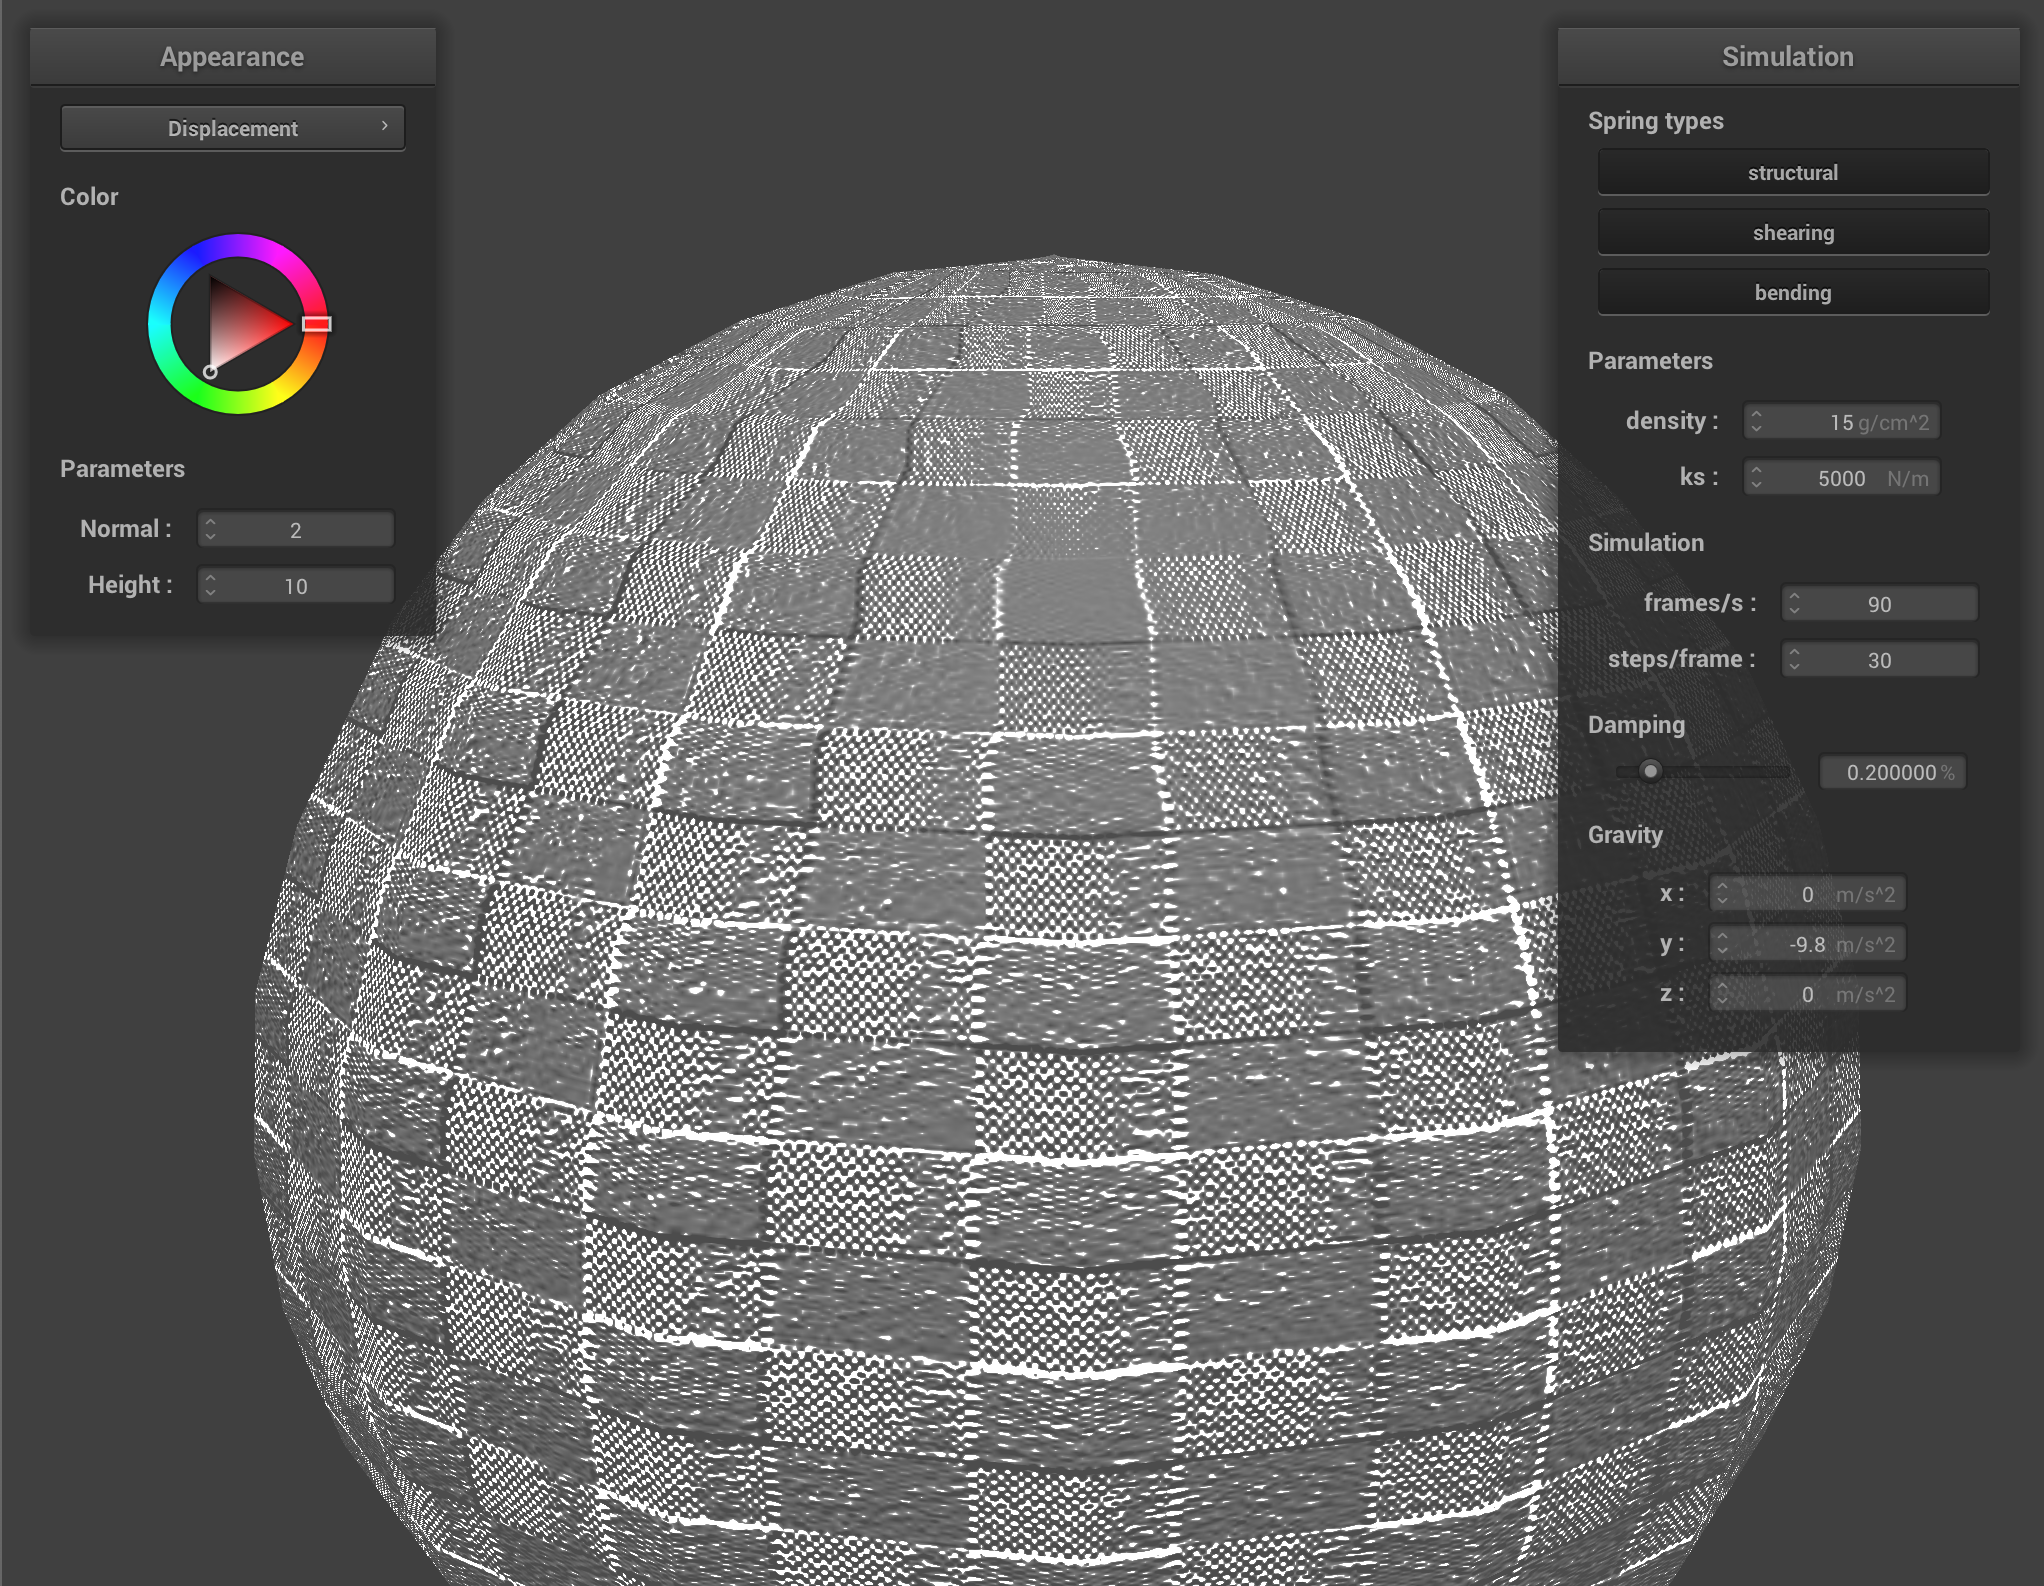 Appearance
Displacement
Color
Parameters
Normal : 2
Height : 10
Simulation
Spring types
structural
shearing
bending
Parameters
density : 15 g/cm^2
ks : 5000 N/m
Simulation
frames/s : 90
steps/frame : 30
Damping
0.200000 %
Gravity
x : 0 m/s^2
y : -9.8 m/s^2
z : 0 m/s^2